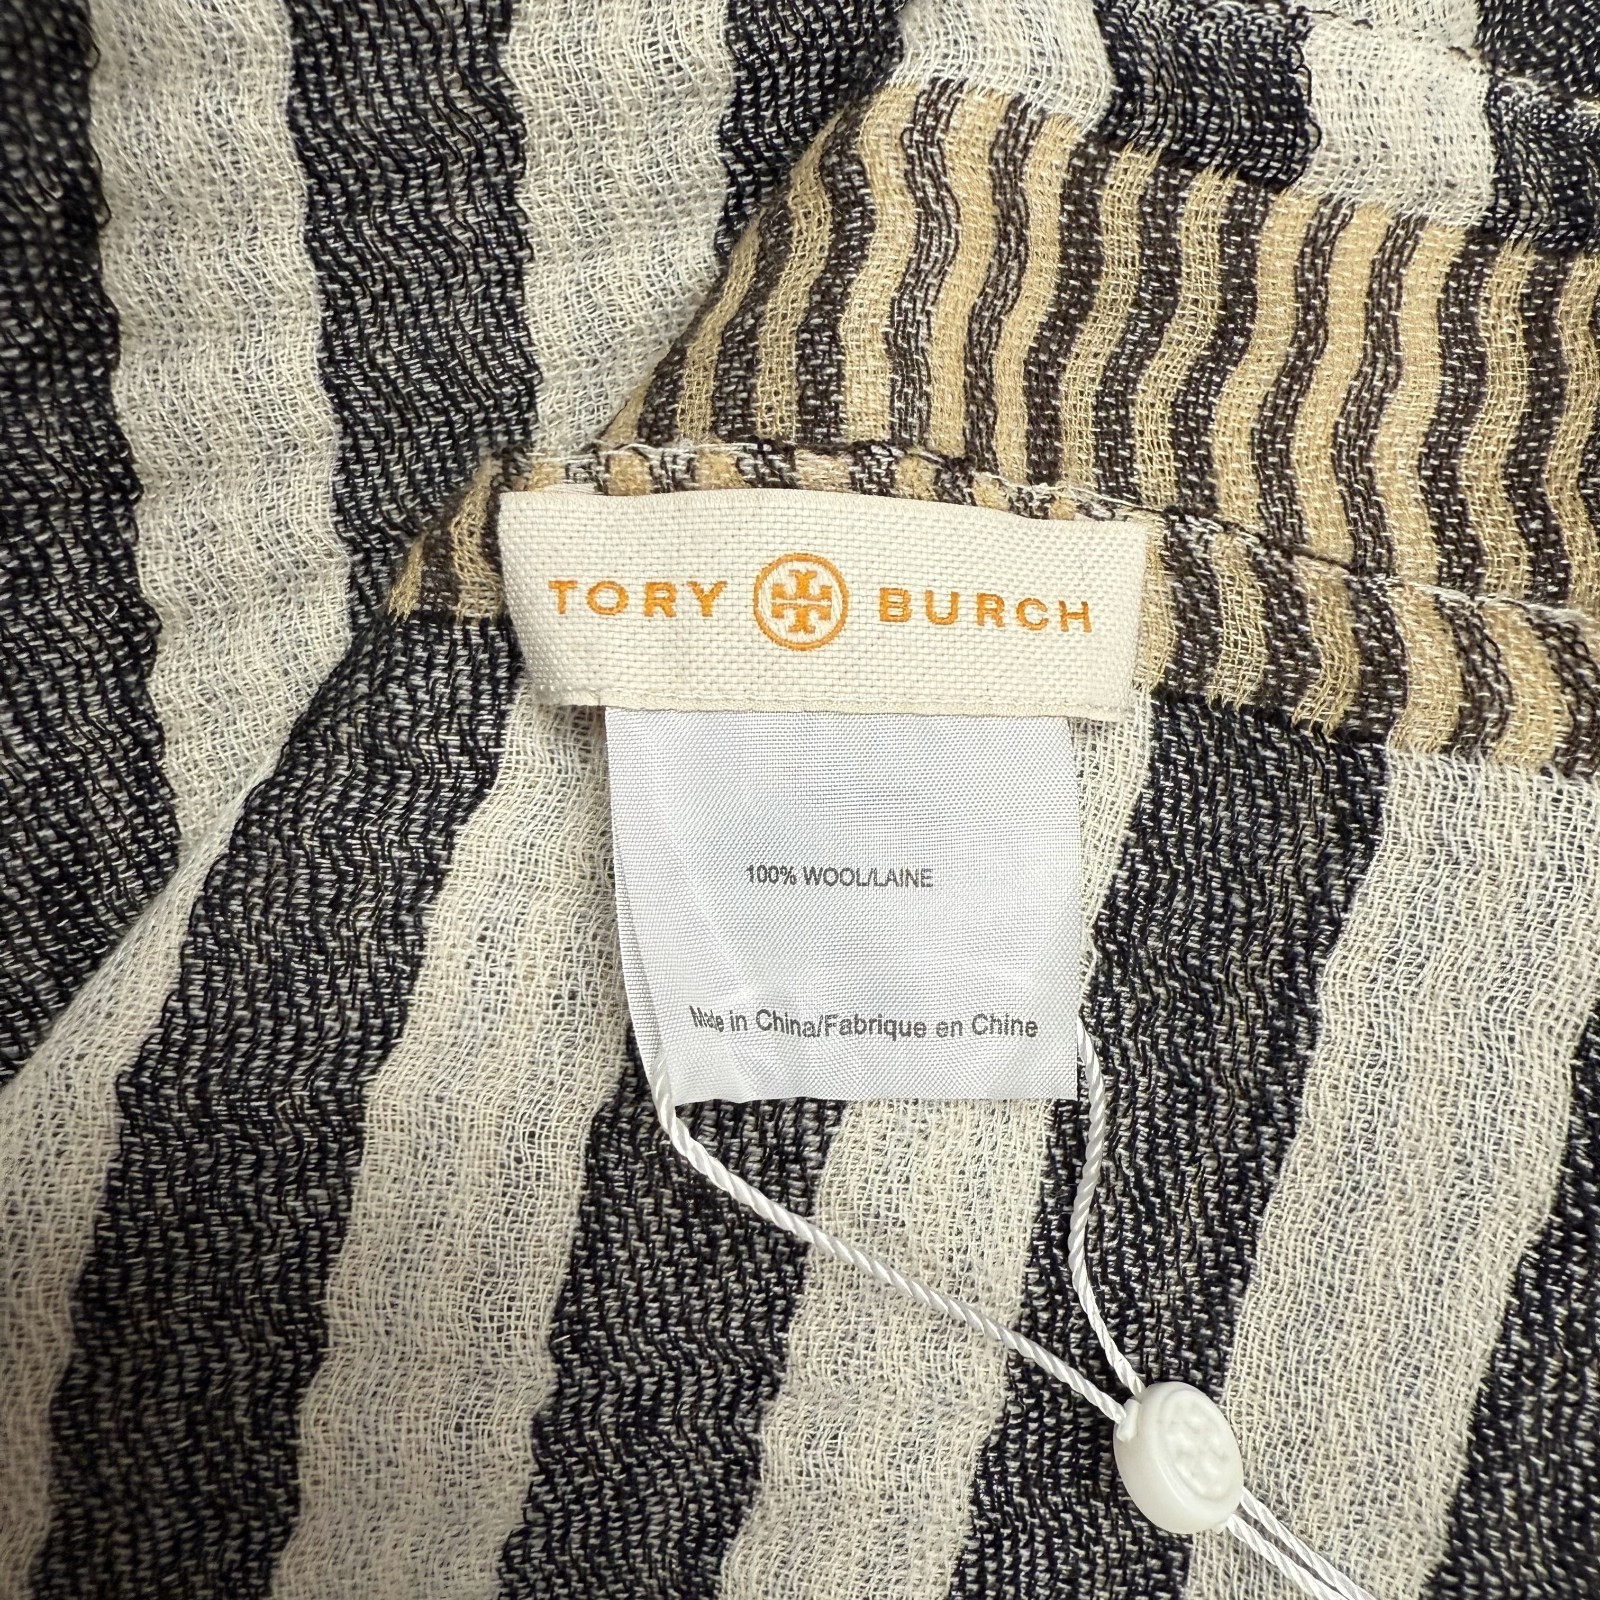 TORY BURCH
100% WOOL/LAINE
Made in China/Fabrique en Chine